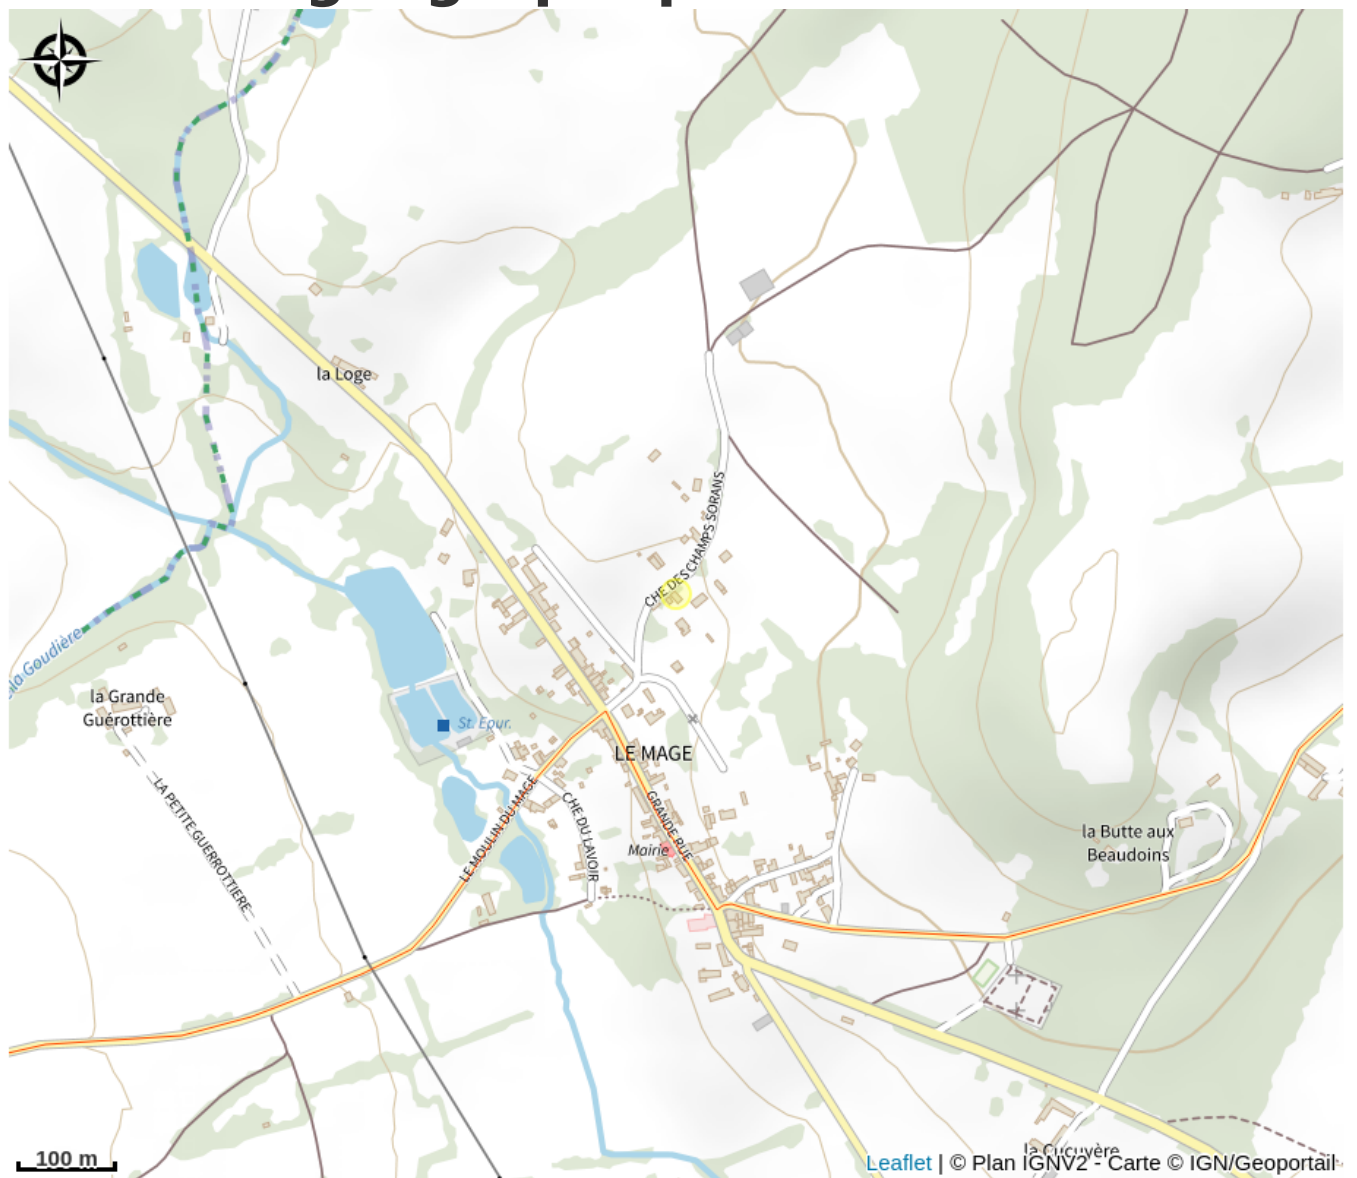 la Loge
CHE DES CHAMPS SORANS
la Goudière
la Grande
Guérottière
St. Epur.
LE MAGE
LA PETITE GUERROTTIERE
LE MOULIN DU MAGE
CHE DU LAVOIR
GRANDE RUE
Mairie
la Butte aux
Beaudoins
la Cucuyère
100 m
Leaflet | © Plan IGNV2 - Carte © IGN/Geoportail